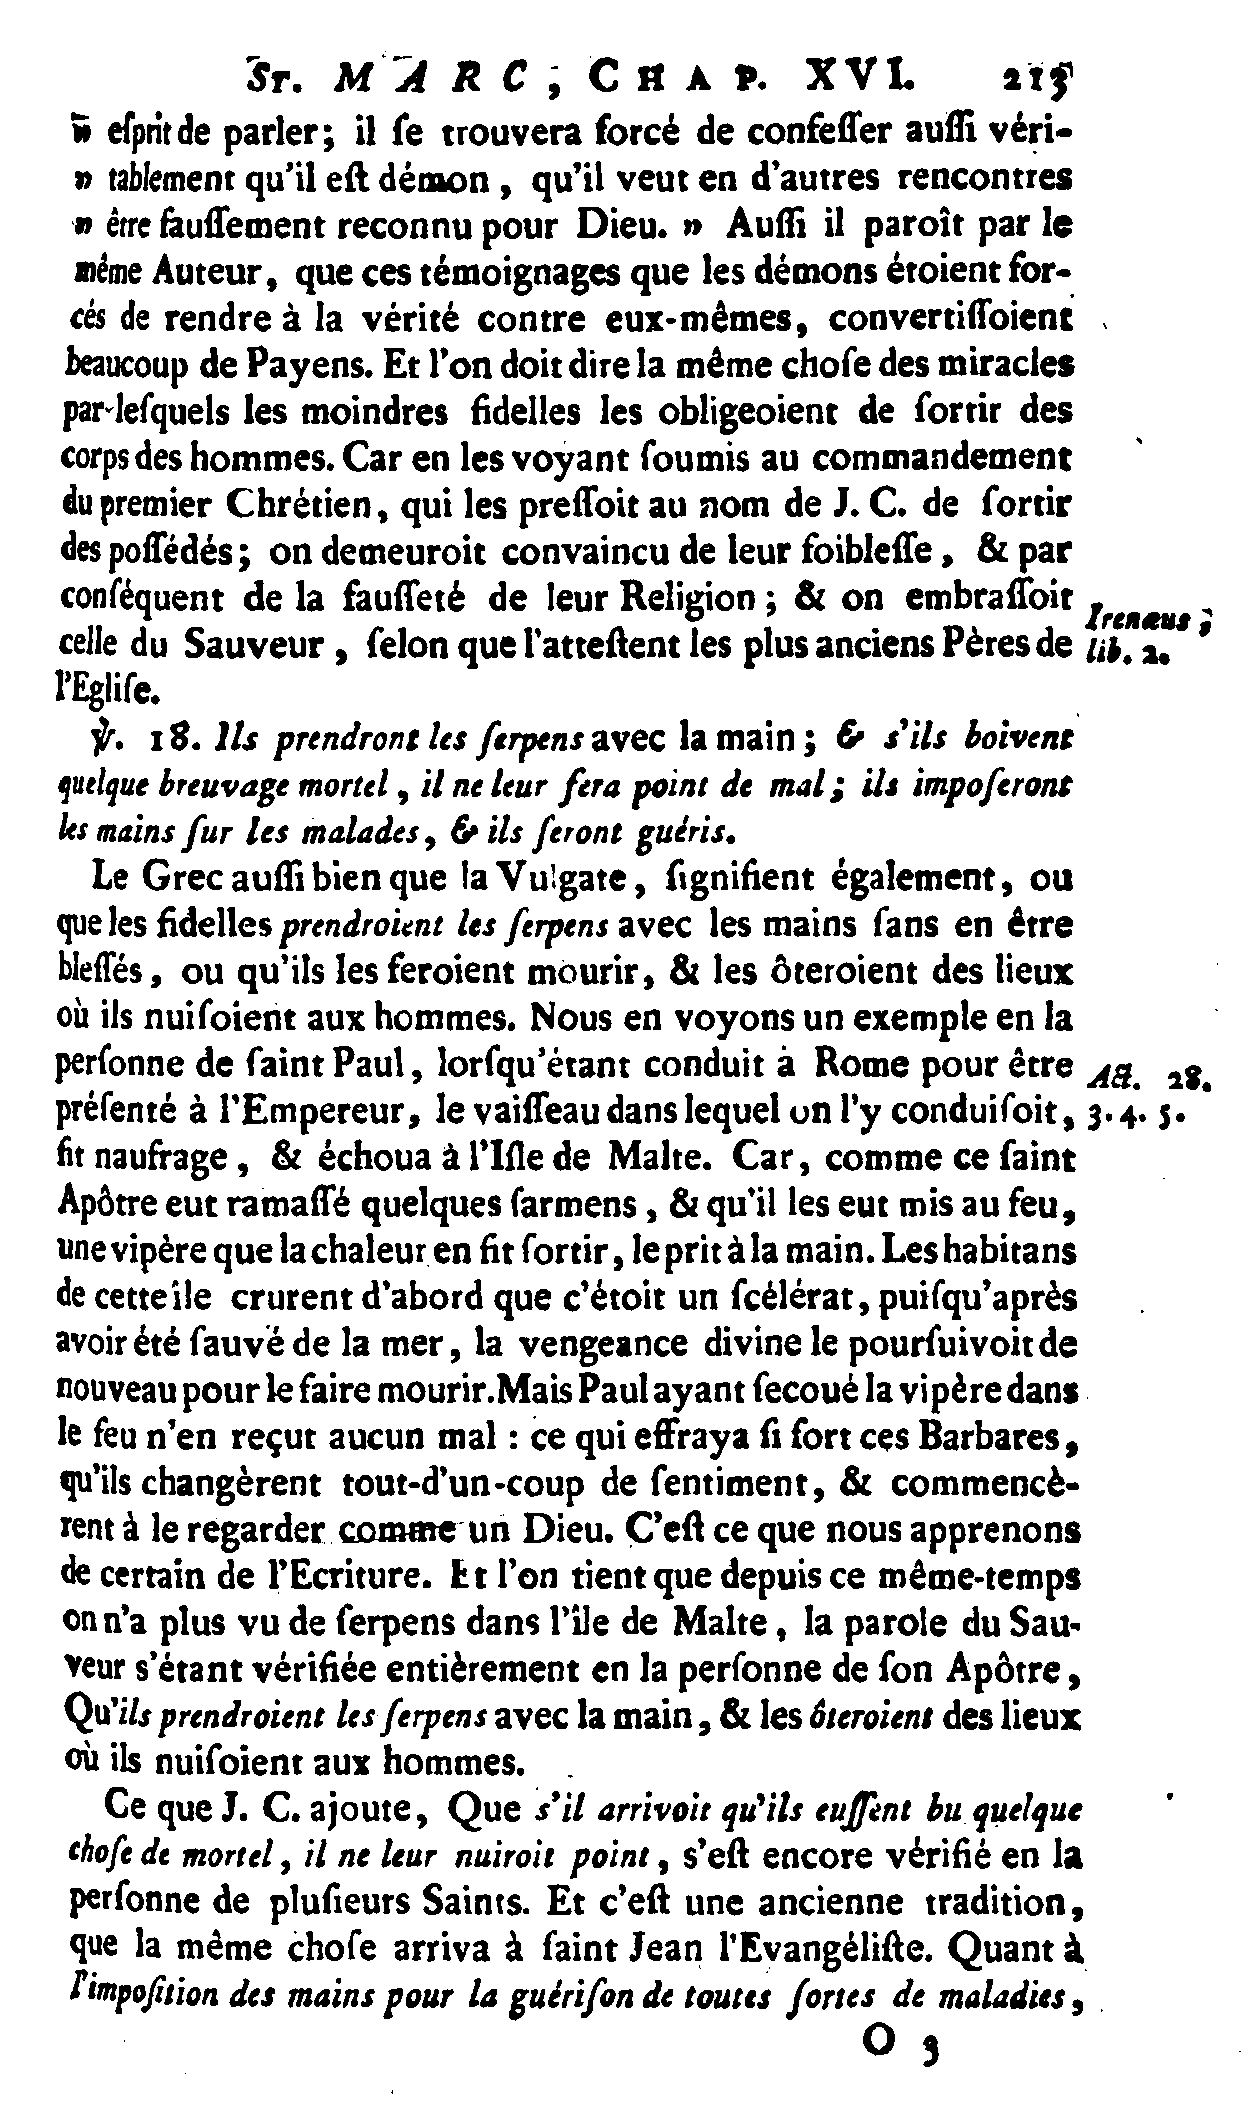 St. MARC, CHAP. XVI. 215
» eſprit de parler; il ſe trouvera forcé de confeſſer auſſi véri-
» tablement qu'il eſt démon, qu'il veut en d'autres rencontres
» être fauſſement reconnu pour Dieu. » Auſſi il paroît par le
même Auteur, que ces témoignages que les démons étoient for-
cés de rendre à la vérité contre eux-mêmes, convertiſſoient
beaucoup de Payens. Et l'on doit dire la même choſe des miracles
par leſquels les moindres fidelles les obligeoient de ſortir des
corps des hommes. Car en les voyant ſoumis au commandement
du premier Chrétien, qui les preſſoit au nom de J. C. de ſortir
des poſſédés; on demeuroit convaincu de leur foibleſſe, & par
conſéquent de la fauſſeté de leur Religion; & on embraſſoit
Irenæus,
celle du Sauveur, ſelon que l'atteſtent les plus anciens Pères de
lib. 2.
l'Egliſe.
℣. 18. Ils prendront les ſerpens avec la main; & s'ils boivent
quelque breuvage mortel, il ne leur fera point de mal; ils impoſeront
les mains ſur les malades, & ils ſeront guéris.
Le Grec auſſi bien que la Vulgate, ſignifient également, ou
que les fidelles prendroient les ſerpens avec les mains ſans en être
bleſſés, ou qu'ils les feroient mourir, & les ôteroient des lieux
où ils nuiſoient aux hommes. Nous en voyons un exemple en la
perſonne de ſaint Paul, lorſqu'étant conduit à Rome pour être
Act. 28.
préſenté à l'Empereur, le vaiſſeau dans lequel on l'y conduiſoit,
3. 4. 5.
fit naufrage, & échoua à l'Iſle de Malte. Car, comme ce ſaint
Apôtre eut ramaſſé quelques ſarmens, & qu'il les eut mis au feu,
une vipère que la chaleur en fit ſortir, le prit à la main. Les habitans
de cette île crurent d'abord que c'étoit un ſcélérat, puiſqu'après
avoir été ſauvé de la mer, la vengeance divine le pourſuivoit de
nouveau pour le faire mourir. Mais Paul ayant ſecoué la vipère dans
le feu n'en reçut aucun mal : ce qui effraya ſi fort ces Barbares,
qu'ils changèrent tout-d'un-coup de ſentiment, & commencè-
rent à le regarder comme un Dieu. C'eſt ce que nous apprenons
de certain de l'Ecriture. Et l'on tient que depuis ce même-temps
on n'a plus vu de ſerpens dans l'île de Malte, la parole du Sau-
veur s'étant vérifiée entièrement en la perſonne de ſon Apôtre,
Qu'ils prendroient les ſerpens avec la main, & les ôteroient des lieux
où ils nuiſoient aux hommes.
Ce que J. C. ajoute, Que s'il arrivoit qu'ils euſſent bu quelque
choſe de mortel, il ne leur nuiroit point, s'eſt encore vérifié en la
perſonne de pluſieurs Saints. Et c'eſt une ancienne tradition,
que la même choſe arriva à ſaint Jean l'Evangéliſte. Quant à
l'impoſition des mains pour la guériſon de toutes ſortes de maladies,
O 3